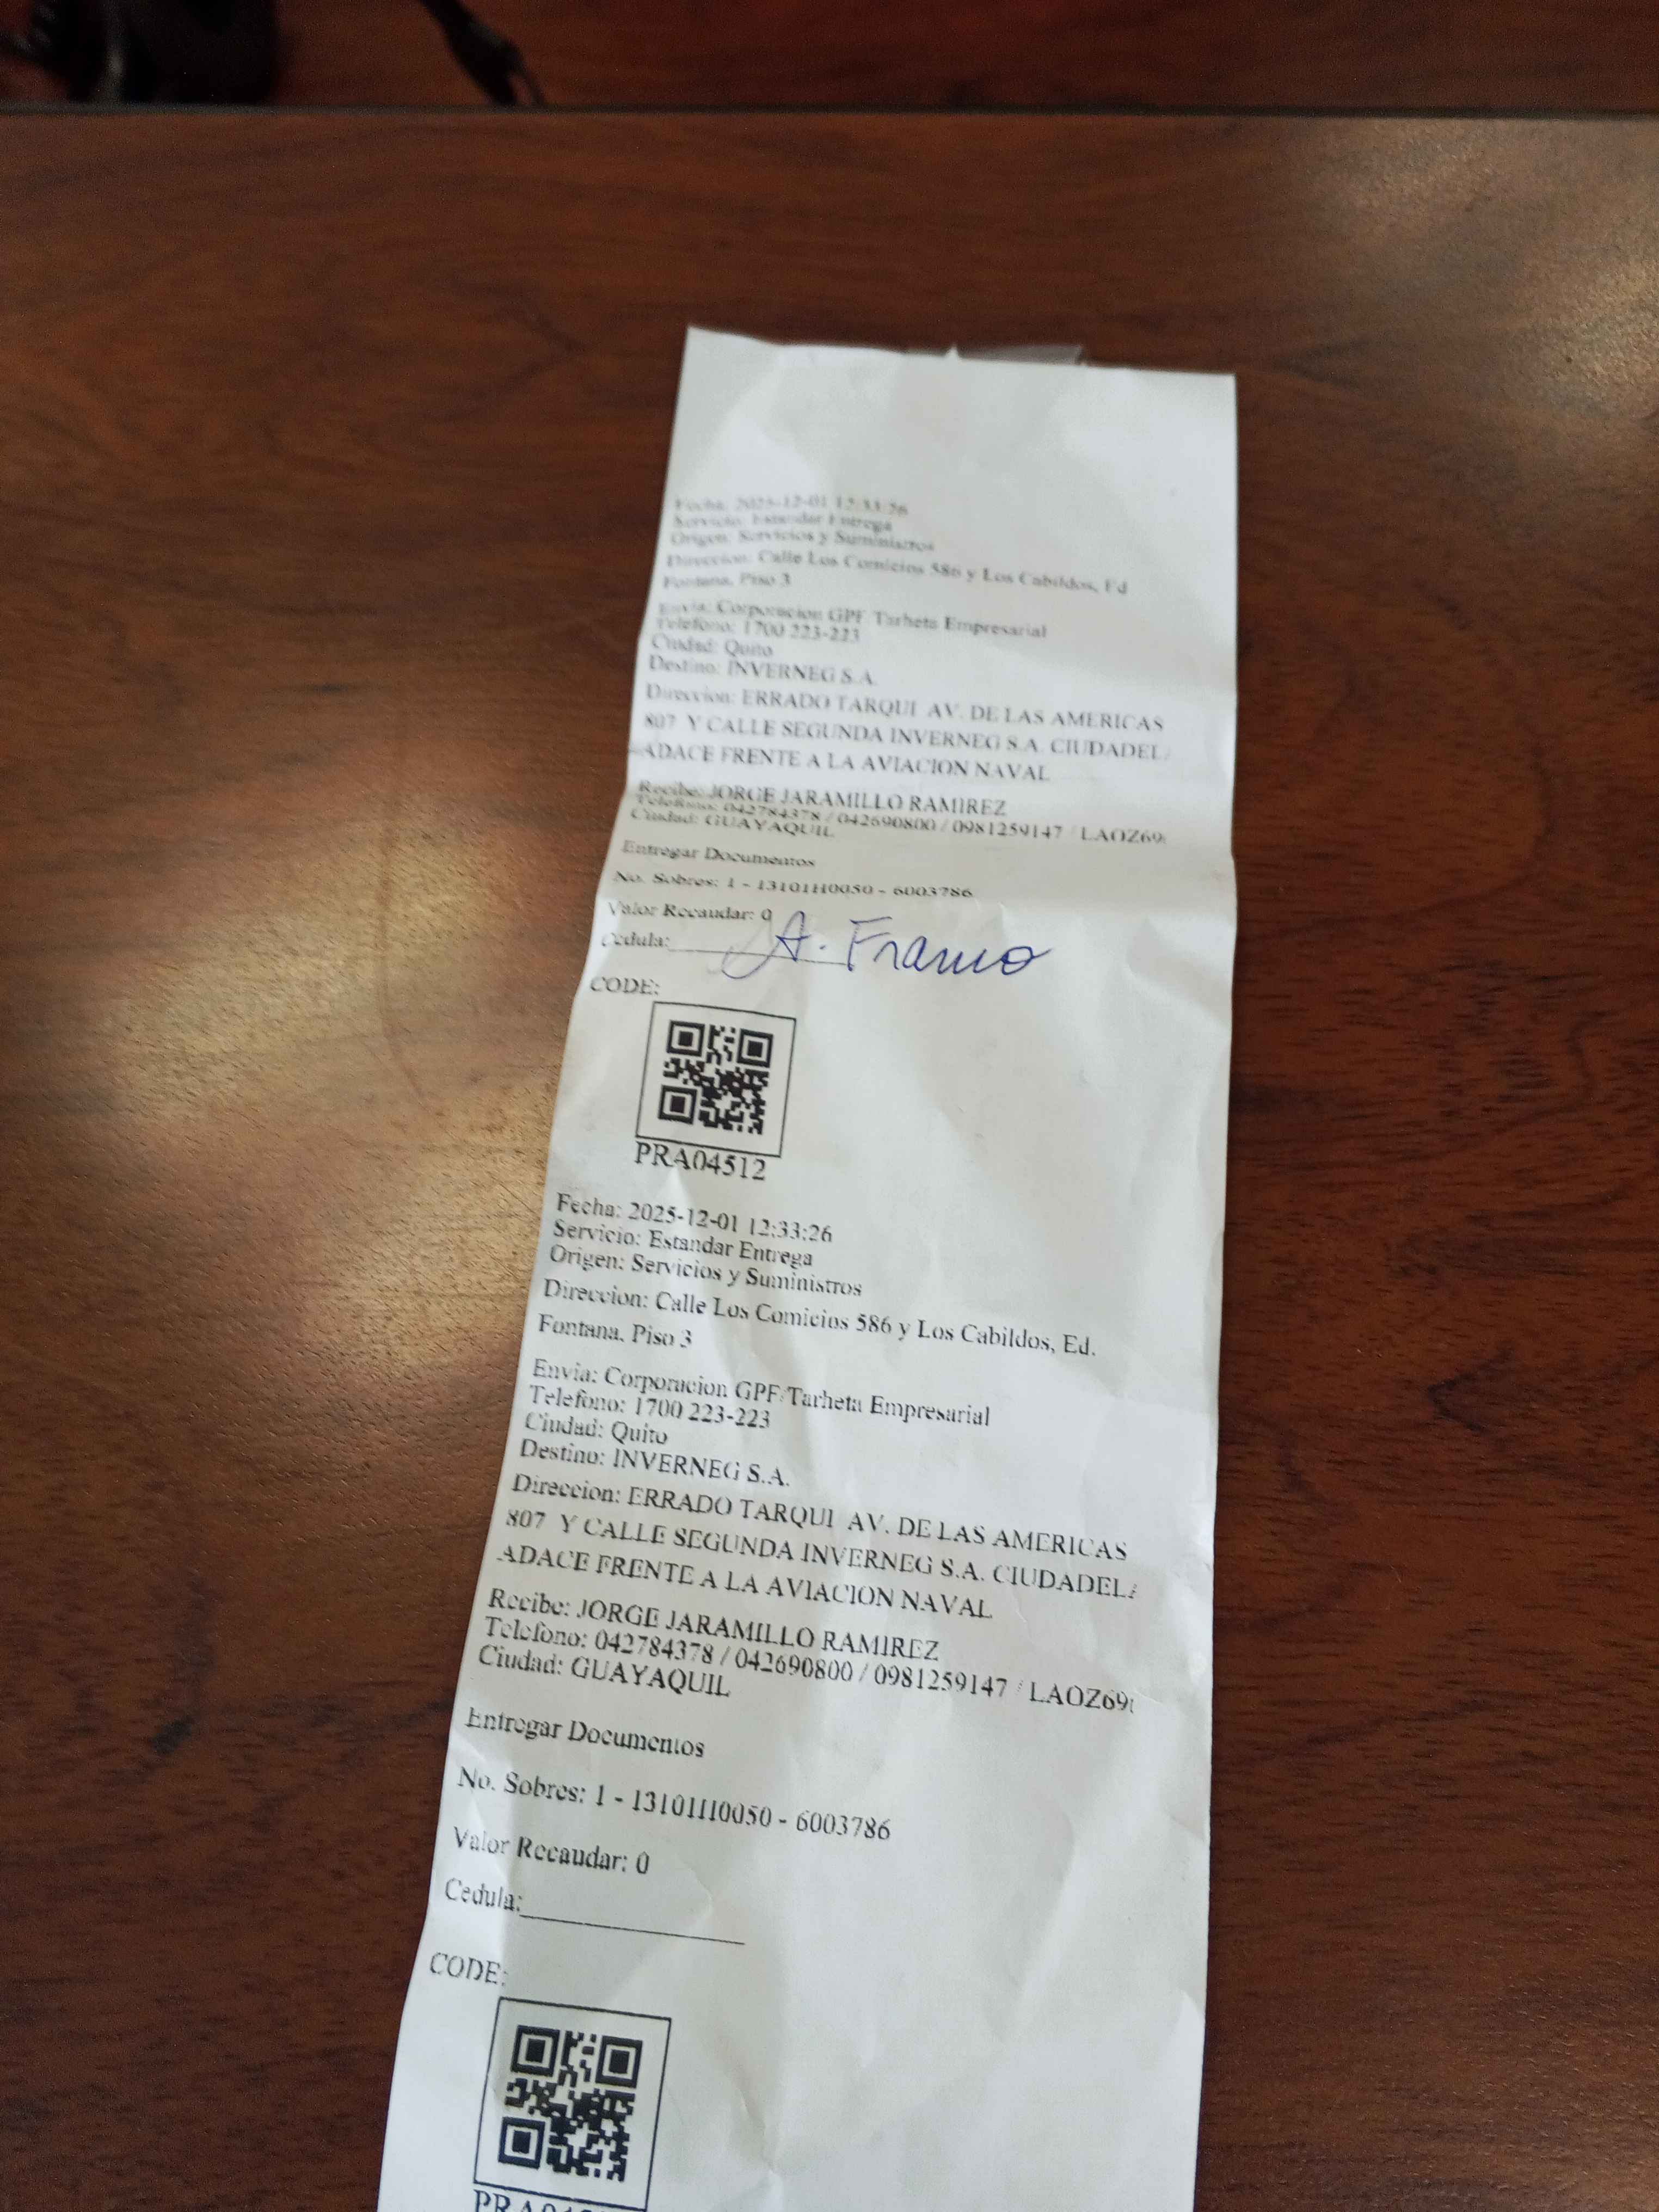 Fecha: 2025-12-01 12:33:26
Servicio: Estandar Entrega
Origen: Servicios y Suministros
Direccion: Calle Los Comicios 586 y Los Cabildos, Ed
Fontana, Piso 3
Envia: Corporacion GPF Tarheta Empresarial
Telefono: 1700 223-223
Ciudad: Quito
Destino: INVERNEG S.A.
Direccion: ERRADO TARQUI AV. DE LAS AMERICAS
807 Y CALLE SEGUNDA INVERNEG S.A. CIUDADEL
ADACE FRENTE A LA AVIACION NAVAL
Recibe: JORGE JARAMILLO RAMIREZ
Telefono: 042784378 / 042690800 / 0981259147 / LAOZ69
Ciudad: GUAYAQUIL
Entregar Documentos
No. Sobres: 1 - 13101H0050 - 6003786
Valor Recaudar: 0
Cedula: A. Franco
CODE:
PRA04512
Fecha: 2025-12-01 12:33:26
Servicio: Estandar Entrega
Origen: Servicios y Suministros
Direccion: Calle Los Comicios 586 y Los Cabildos, Ed.
Fontana. Piso 3
Envia: Corporacion GPF/Tarheta Empresarial
Telefono: 1700 223-223
Ciudad: Quito
Destino: INVERNEG S.A.
Direccion: ERRADO TARQUI AV. DE LAS AMERICAS
807 Y CALLE SEGUNDA INVERNEG S.A. CIUDADELA
ADACE FRENTE A LA AVIACION NAVAL
Recibe: JORGE JARAMILLO RAMIREZ
Telefono: 042784378 / 042690800 / 0981259147 / LAOZ69
Ciudad: GUAYAQUIL
Entregar Documentos
No. Sobres: 1 - 13101H0050 - 6003786
Valor Recaudar: 0
Cedula:
CODE: